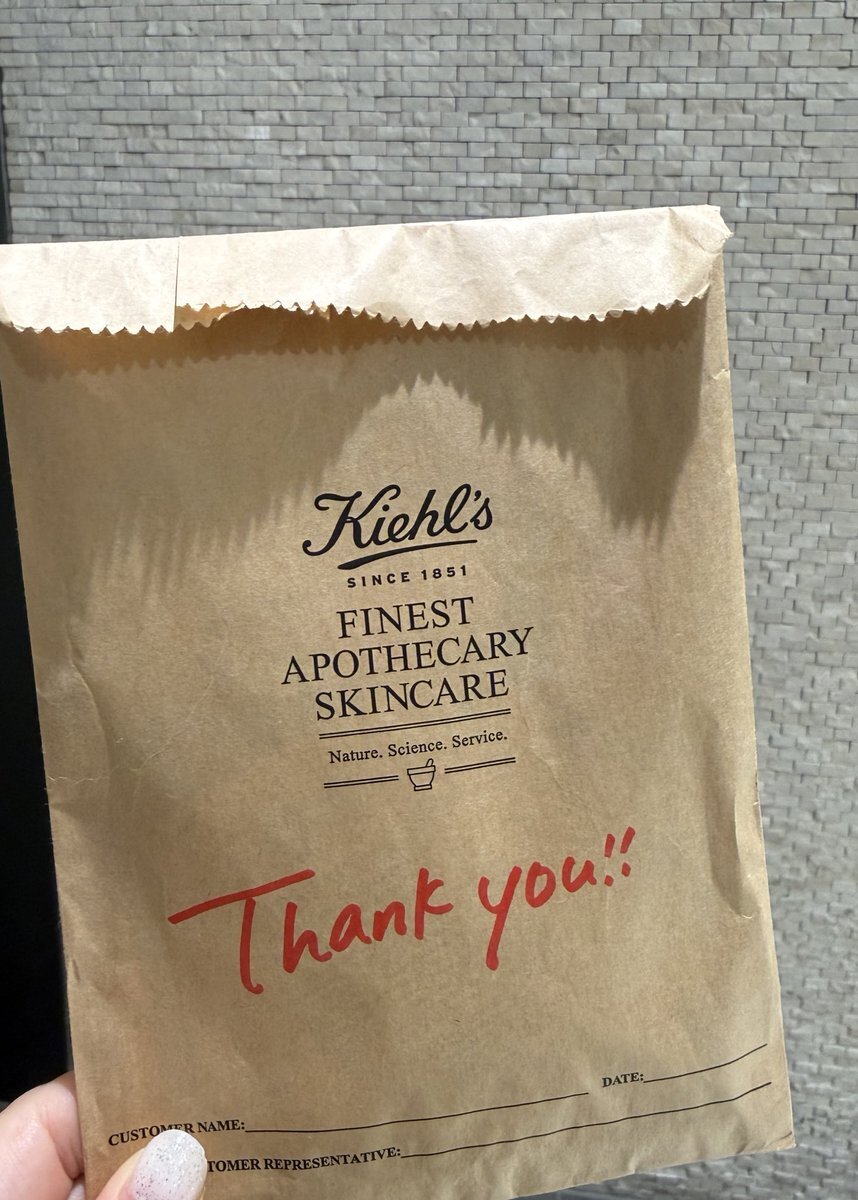 Kiehl's
SINCE 1851
FINEST
APOTHECARY
SKINCARE
Nature. Science. Service.
Thank you!!
DATE:
CUSTOMER NAME:
TOMER REPRESENTATIVE: